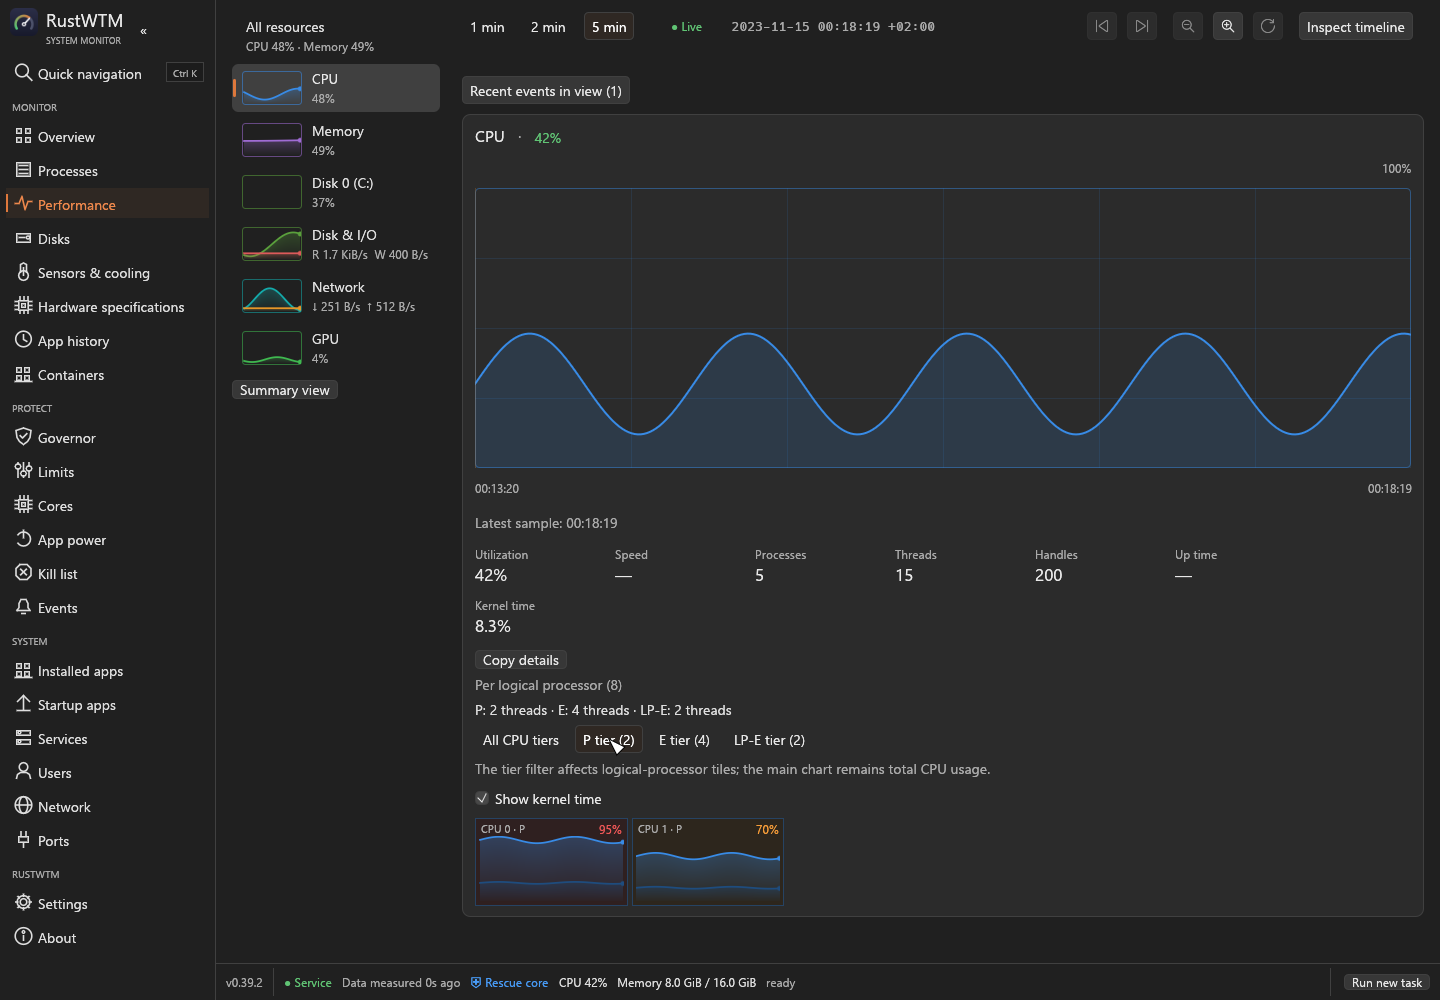 RustWTM
SYSTEM MONITOR
«
Quick navigation
Ctrl K
MONITOR
Overview
Processes
Performance
Disks
Sensors & cooling
Hardware specifications
App history
Containers
PROTECT
Governor
Limits
Cores
App power
Kill list
Events
SYSTEM
Installed apps
Startup apps
Services
Users
Network
Ports
RUSTWTM
Settings
About
All resources
CPU 48% · Memory 49%
CPU
48%
Memory
49%
Disk 0 (C:)
37%
Disk & I/O
R 1.7 KiB/s W 400 B/s
Network
↓ 251 B/s ↑ 512 B/s
GPU
4%
Summary view
1 min
2 min
5 min
● Live
2023-11-15 00:18:19 +02:00
Inspect timeline
Recent events in view (1)
CPU · 42%
100%
00:13:20
00:18:19
Latest sample: 00:18:19
Utilization
42%
Speed
—
Processes
5
Threads
15
Handles
200
Up time
—
Kernel time
8.3%
Copy details
Per logical processor (8)
P: 2 threads · E: 4 threads · LP-E: 2 threads
All CPU tiers
P tier (2)
E tier (4)
LP-E tier (2)
The tier filter affects logical-processor tiles; the main chart remains total CPU usage.
Show kernel time
CPU 0 · P
95%
CPU 1 · P
70%
v0.39.2
● Service
Data measured 0s ago
Rescue core
CPU 42%
Memory 8.0 GiB / 16.0 GiB
ready
Run new task